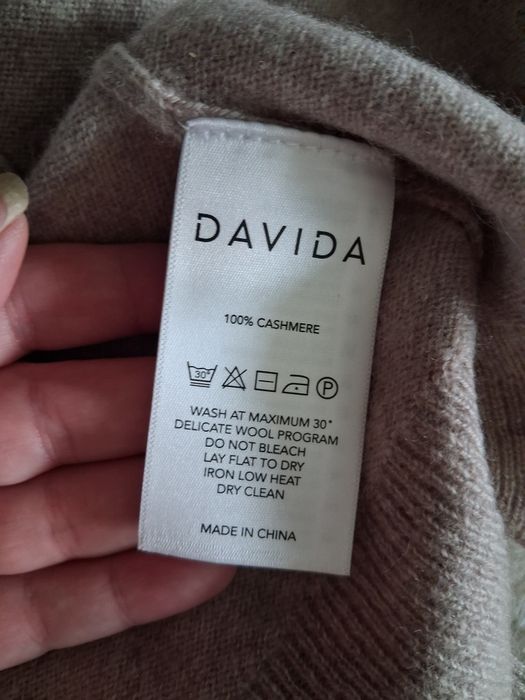 DAVIDA
100% CASHMERE
30° P
WASH AT MAXIMUM 30°
DELICATE WOOL PROGRAM
DO NOT BLEACH
LAY FLAT TO DRY
IRON LOW HEAT
DRY CLEAN
MADE IN CHINA